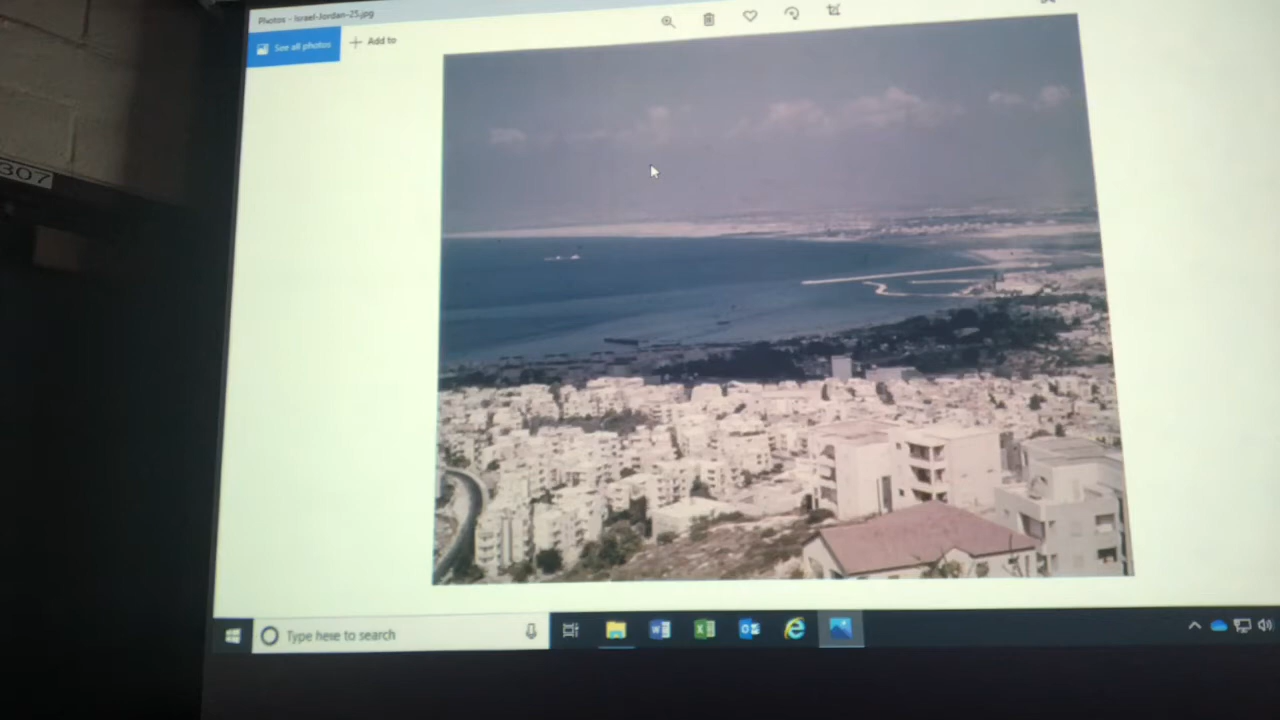 Photos - Israel-Jordan-25.jpg
See all photos
Add to
307
Type here to search